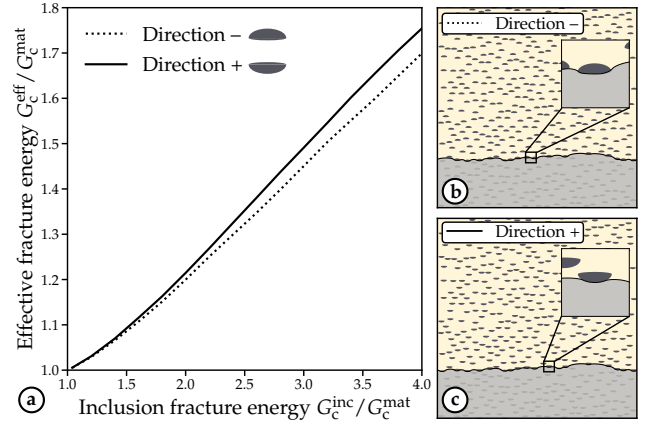 1.8
1.7
1.6
1.5
1.4
1.3
1.2
1.1
1.0
Effective fracture energy G_c^eff / G_c^mat
Direction –
Direction +
1.0 1.5 2.0 2.5 3.0 3.5 4.0
Inclusion fracture energy G_c^inc / G_c^mat
a
Direction –
b
Direction +
c